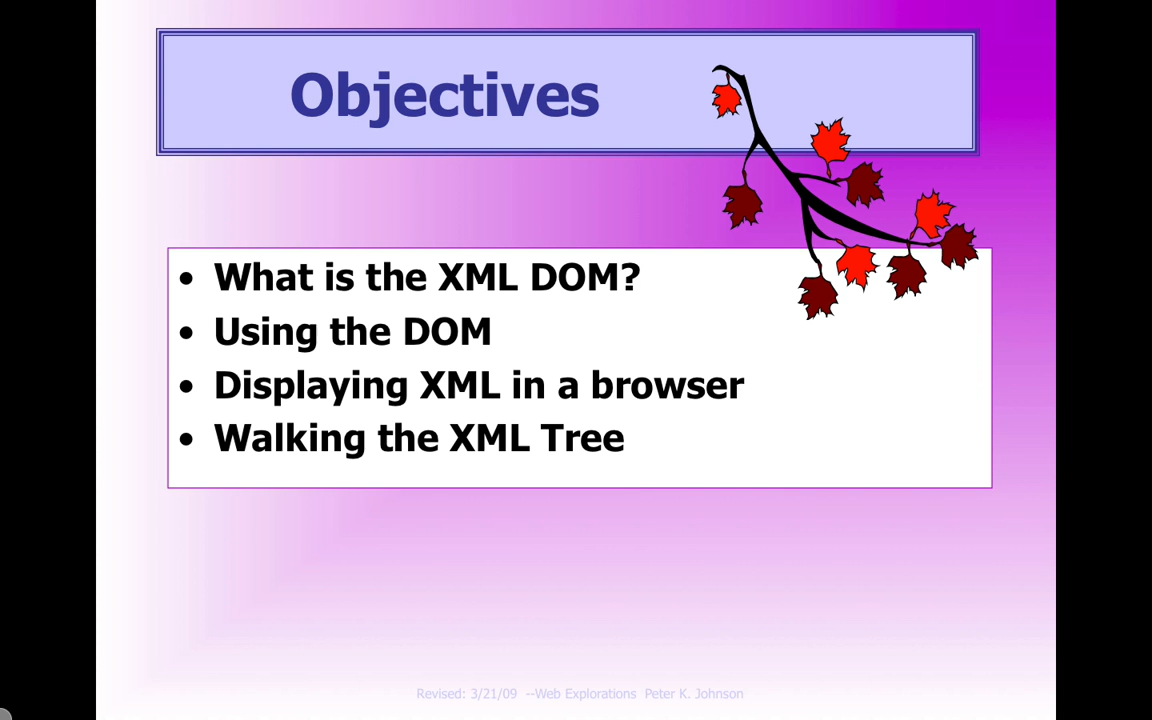 Objectives
• What is the XML DOM?
• Using the DOM
• Displaying XML in a browser
• Walking the XML Tree
Revised: 3/21/09 --Web Explorations Peter K. Johnson